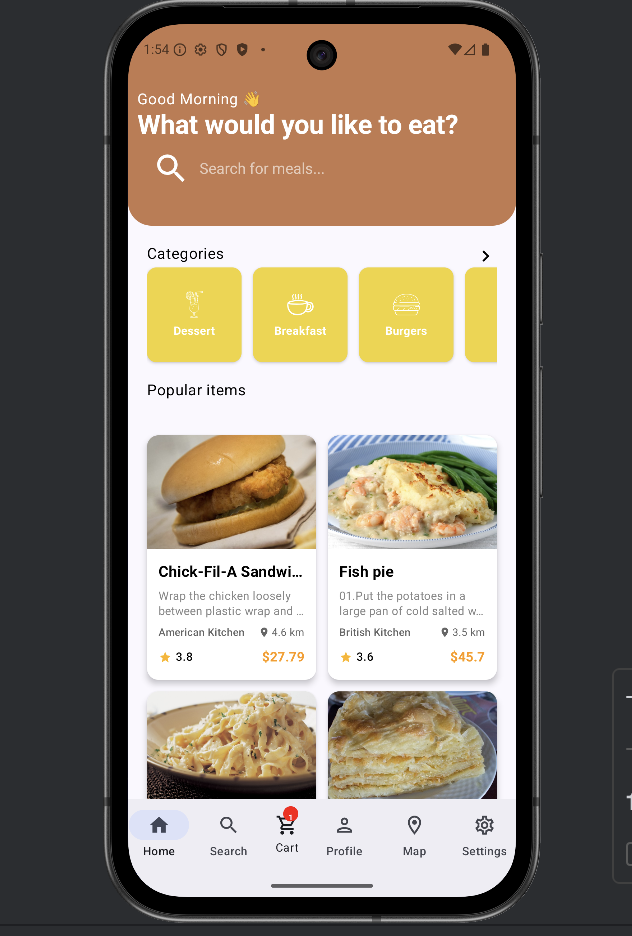 1:54
Good Morning 👋
What would you like to eat?
Search for meals...
Categories
Dessert
Breakfast
Burgers
Popular items
Chick-Fil-A Sandwi...
Wrap the chicken loosely
between plastic wrap and ...
American Kitchen 4.6 km
3.8 $27.79
Fish pie
01.Put the potatoes in a
large pan of cold salted w...
British Kitchen 3.5 km
3.6 $45.7
1
Home
Search
Cart
Profile
Map
Settings